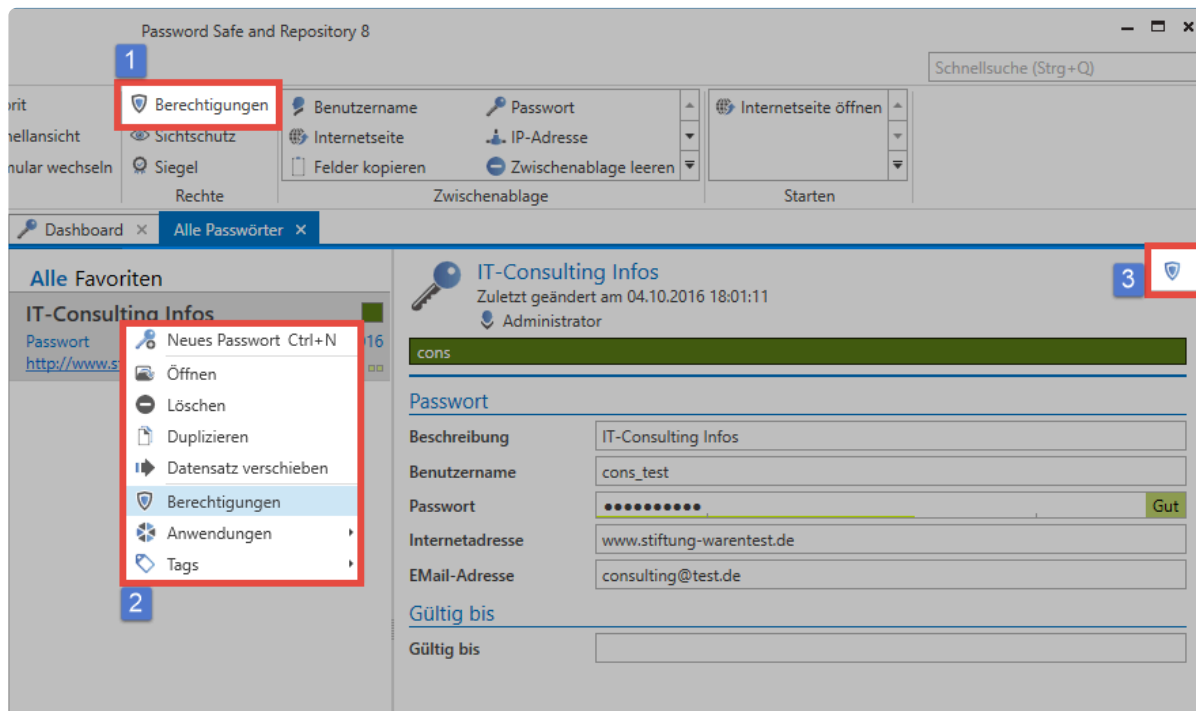 Password Safe and Repository 8
1
Schnellsuche (Strg+Q)
orit
Berechtigungen
Benutzername
Passwort
Internetseite öffnen
nellansicht
Sichtschutz
Internetseite
IP-Adresse
mular wechseln
Siegel
Felder kopieren
Zwischenablage leeren
Rechte
Zwischenablage
Starten
Dashboard
Alle Passwörter
Alle Favoriten
IT-Consulting Infos
Passwort
016
http://www.st
Neues Passwort Ctrl+N
Öffnen
Löschen
Duplizieren
Datensatz verschieben
Berechtigungen
Anwendungen
Tags
2
IT-Consulting Infos
Zuletzt geändert am 04.10.2016 18:01:11
Administrator
3
cons
Passwort
Beschreibung IT-Consulting Infos
Benutzername cons_test
Passwort •••••••••• Gut
Internetadresse www.stiftung-warentest.de
EMail-Adresse consulting@test.de
Gültig bis
Gültig bis